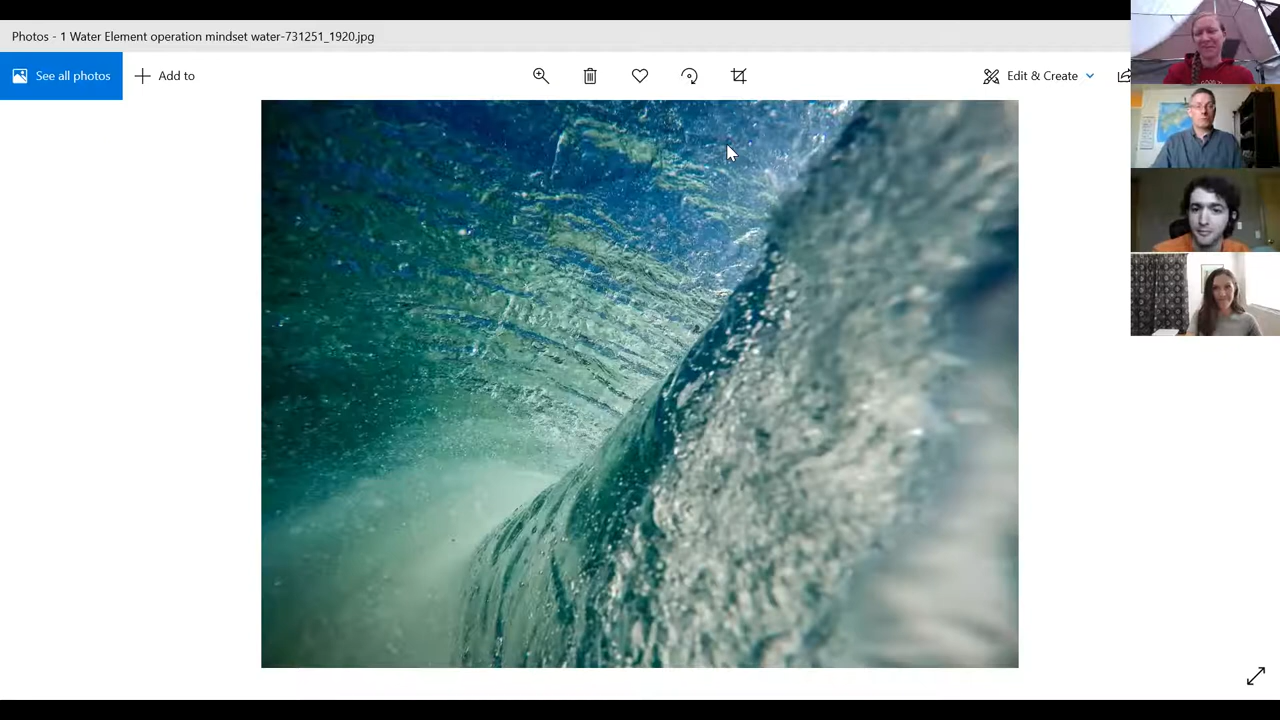 Photos - 1 Water Element operation mindset water-731251_1920.jpg
See all photos
Add to
Edit & Create